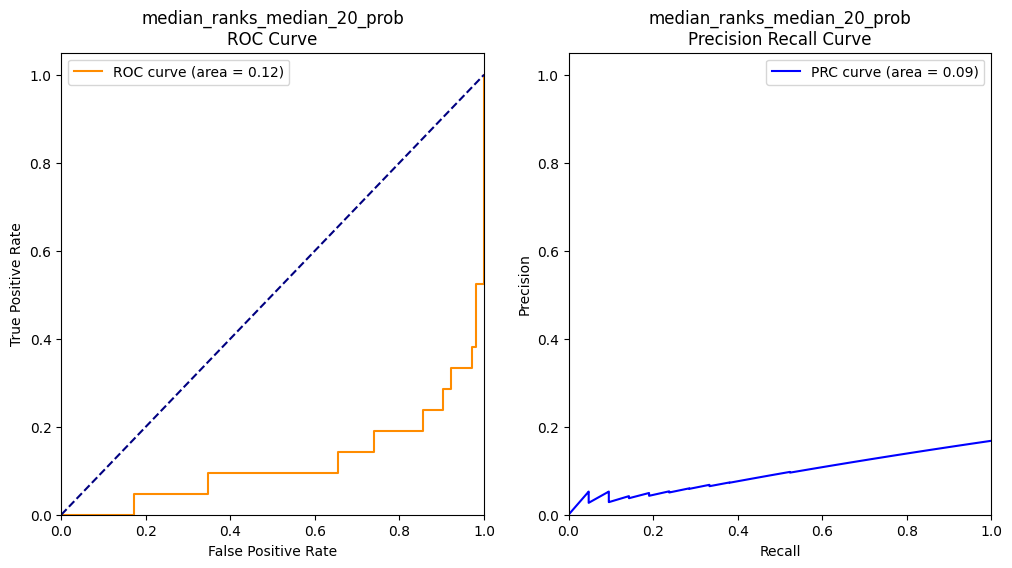 median_ranks_median_20_prob
ROC Curve
ROC curve (area = 0.12)
1.0
0.8
0.6
0.4
0.2
0.0
True Positive Rate
0.0 0.2 0.4 0.6 0.8 1.0
False Positive Rate
median_ranks_median_20_prob
Precision Recall Curve
PRC curve (area = 0.09)
1.0
0.8
0.6
0.4
0.2
0.0
Precision
0.0 0.2 0.4 0.6 0.8 1.0
Recall